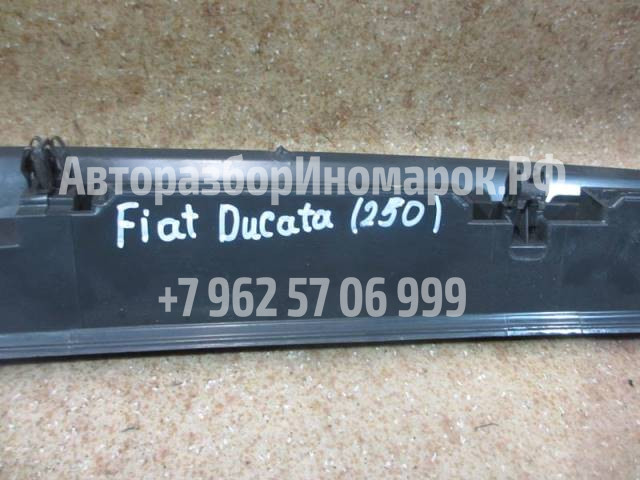 АвторазборИномарок.РФ
Fiat Ducata (250)
+7 962 57 06 999